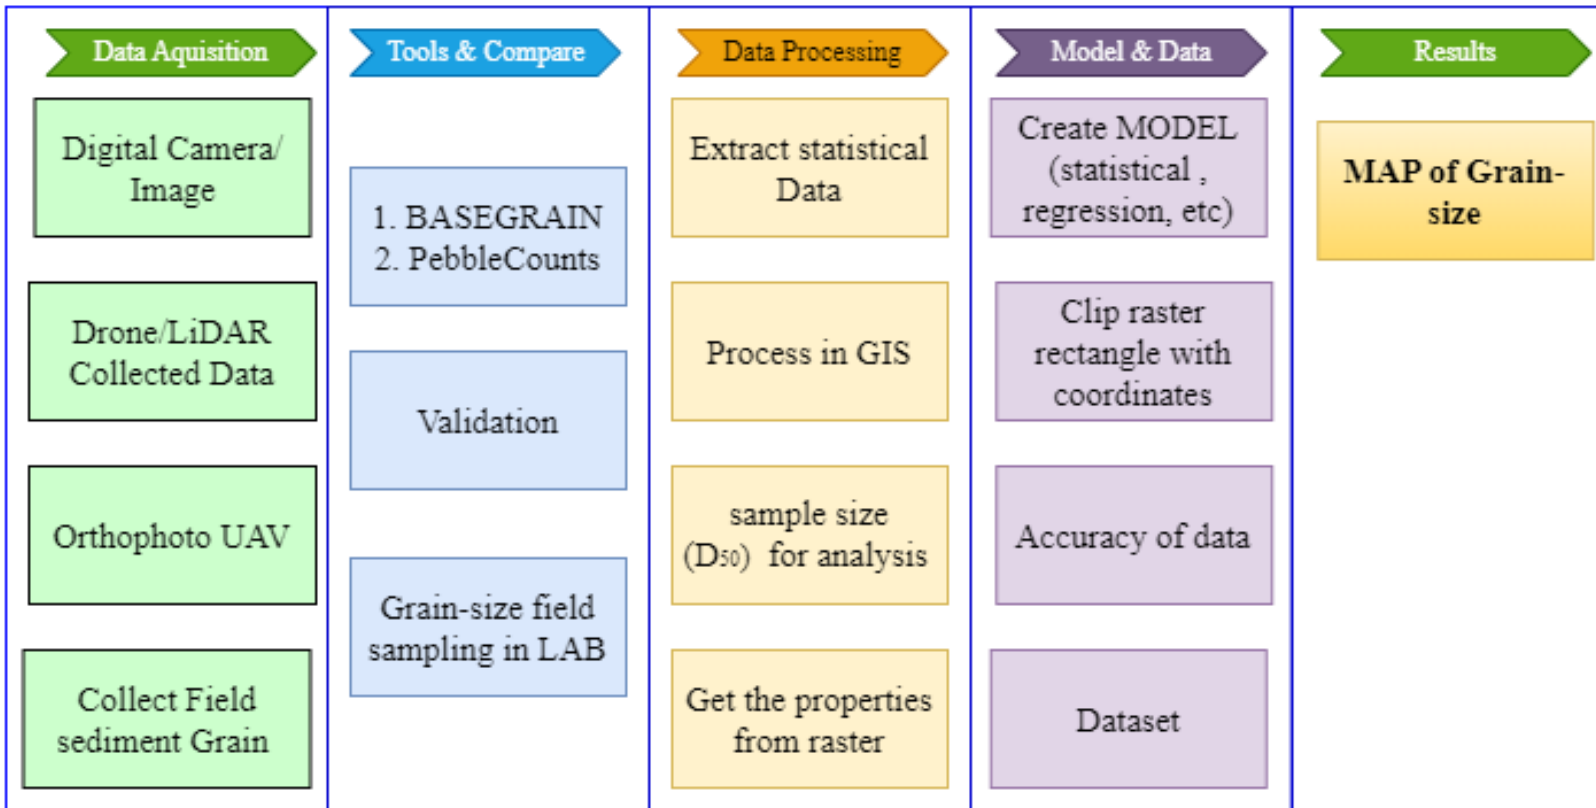 Data Aquisition
Digital Camera/
Image
Drone/LiDAR
Collected Data
Orthophoto UAV
Collect Field
sediment Grain
Tools & Compare
1. BASEGRAIN
2. PebbleCounts
Validation
Grain-size field
sampling in LAB
Data Processing
Extract statistical
Data
Process in GIS
sample size
(D₅₀) for analysis
Get the properties
from raster
Model & Data
Create MODEL
(statistical ,
regression, etc)
Clip raster
rectangle with
coordinates
Accuracy of data
Dataset
Results
MAP of Grain-
size